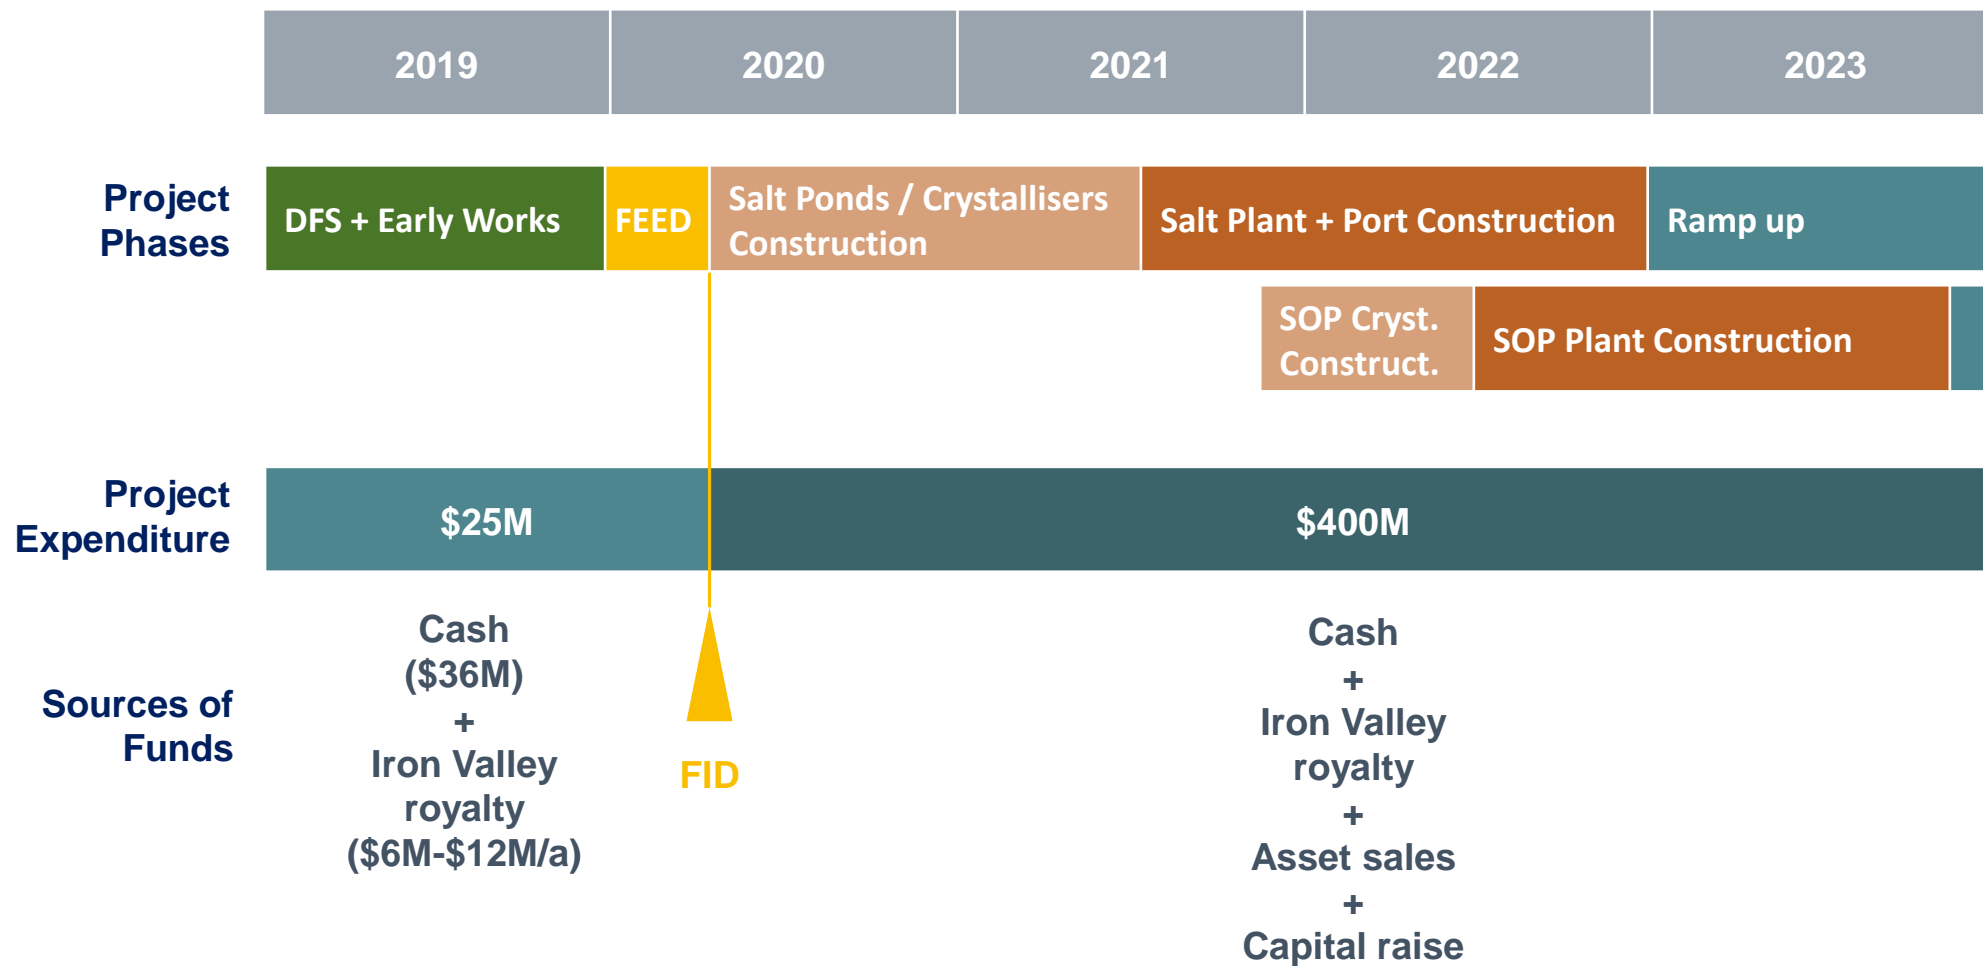 2019
2020
2021
2022
2023
Project
Phases
DFS + Early Works
FEED
Salt Ponds / Crystallisers
Construction
Salt Plant + Port Construction
Ramp up
SOP Cryst.
Construct.
SOP Plant Construction
Project
Expenditure
$25M
$400M
Sources of
Funds
Cash
($36M)
+
Iron Valley
royalty
($6M-$12M/a)
FID
Cash
+
Iron Valley
royalty
+
Asset sales
+
Capital raise